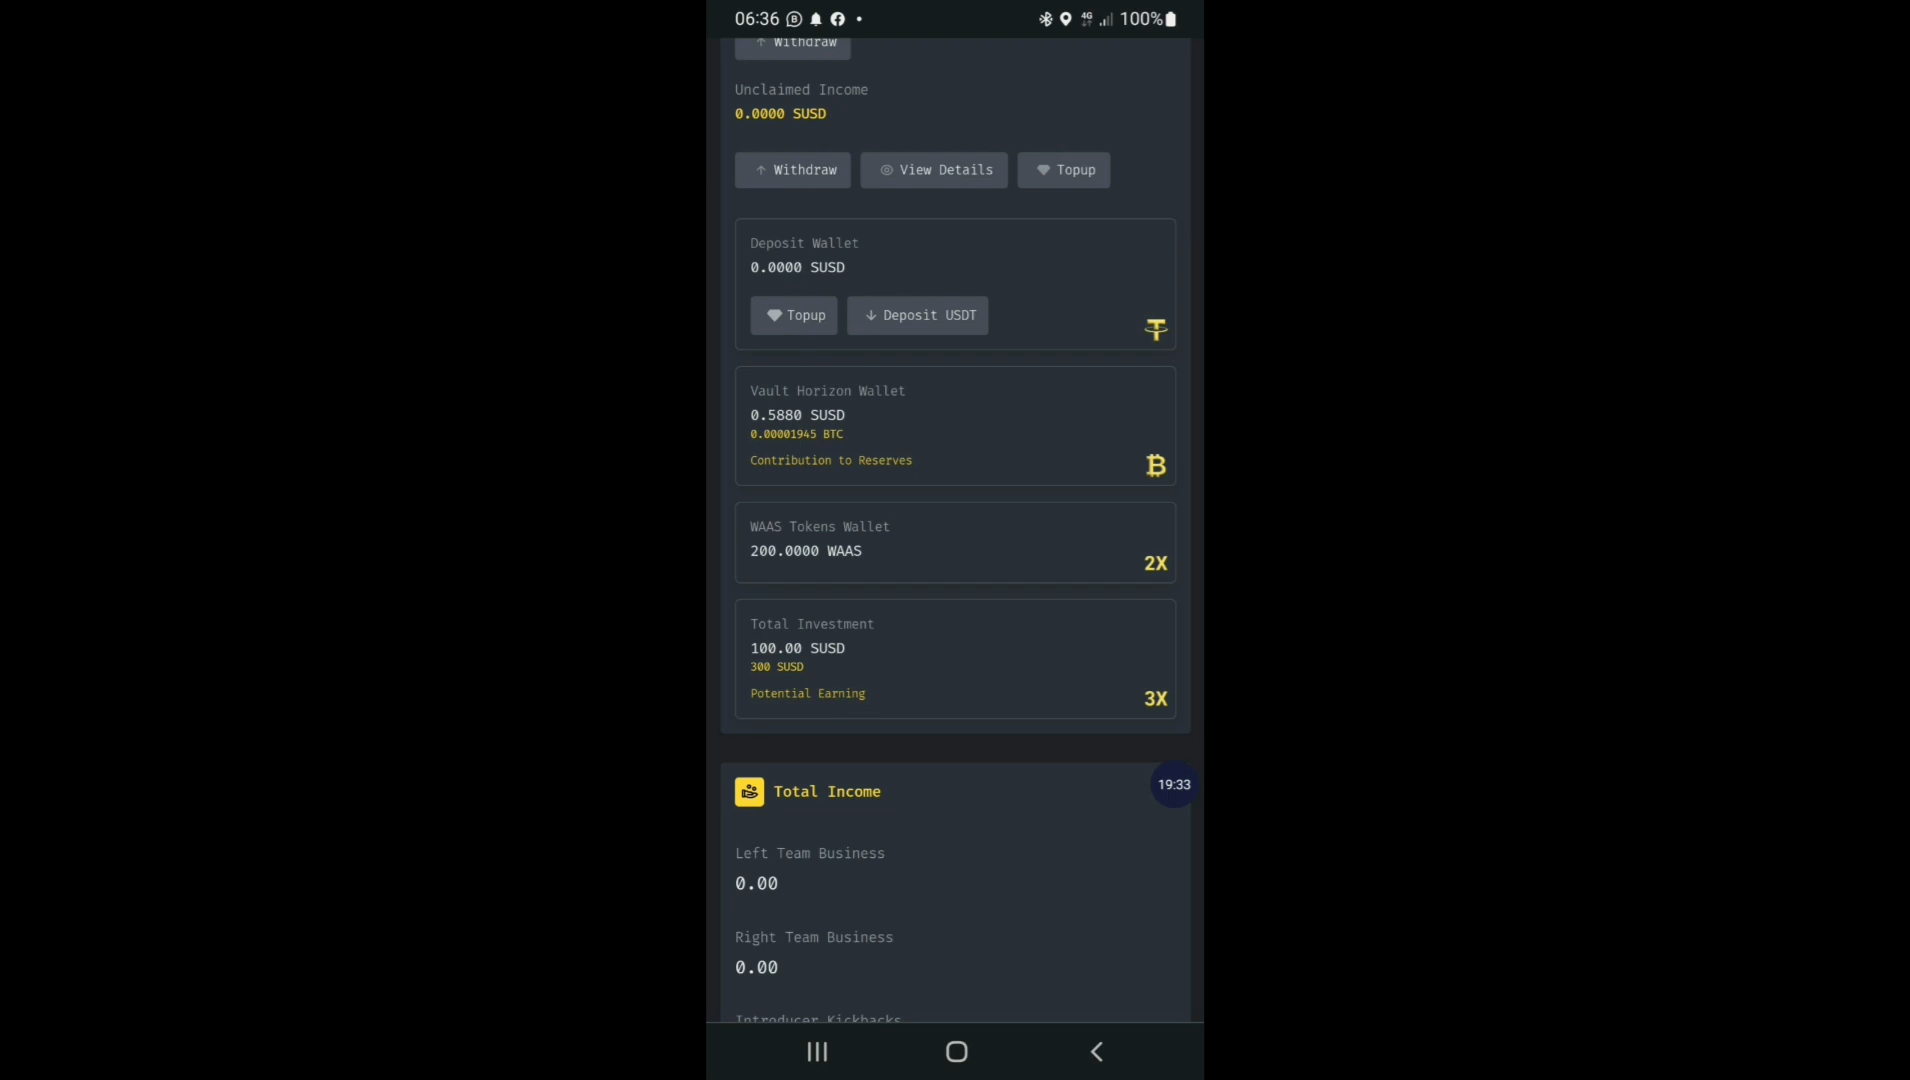 06:36
4G
100%
Withdraw
Unclaimed Income
0.0000 SUSD
Withdraw
View Details
Topup
Deposit Wallet
0.0000 SUSD
Topup
Deposit USDT
Vault Horizon Wallet
0.5880 SUSD
0.00001945 BTC
Contribution to Reserves
WAAS Tokens Wallet
200.0000 WAAS
2X
Total Investment
100.00 SUSD
300 SUSD
Potential Earning
3X
Total Income
19:33
Left Team Business
0.00
Right Team Business
0.00
Introducer Kickbacks